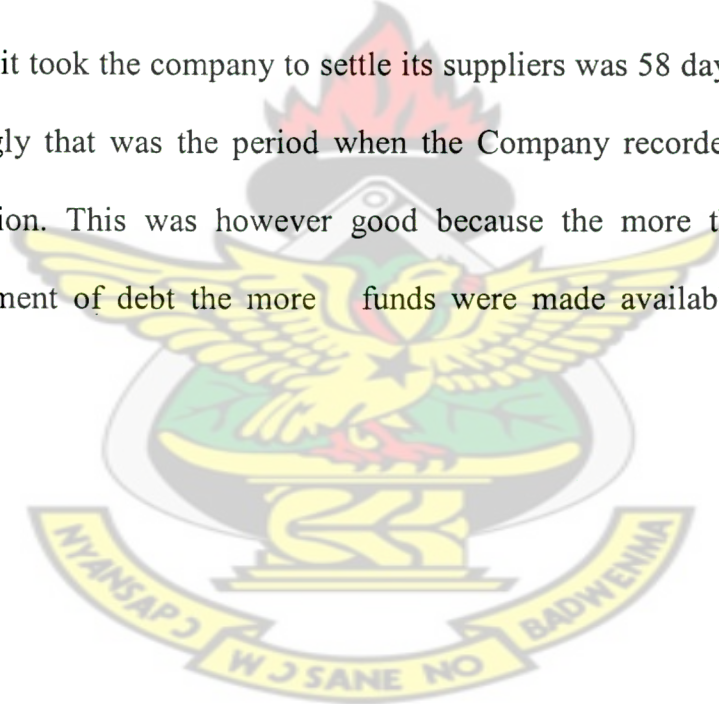 it took the company to settle its suppliers was 58 day
gly that was the period when the Company recorde
ion. This was however good because the more t
ment of debt the more funds were made availab
NYANSAPƆ
WƆSANE NO
BADWENMA